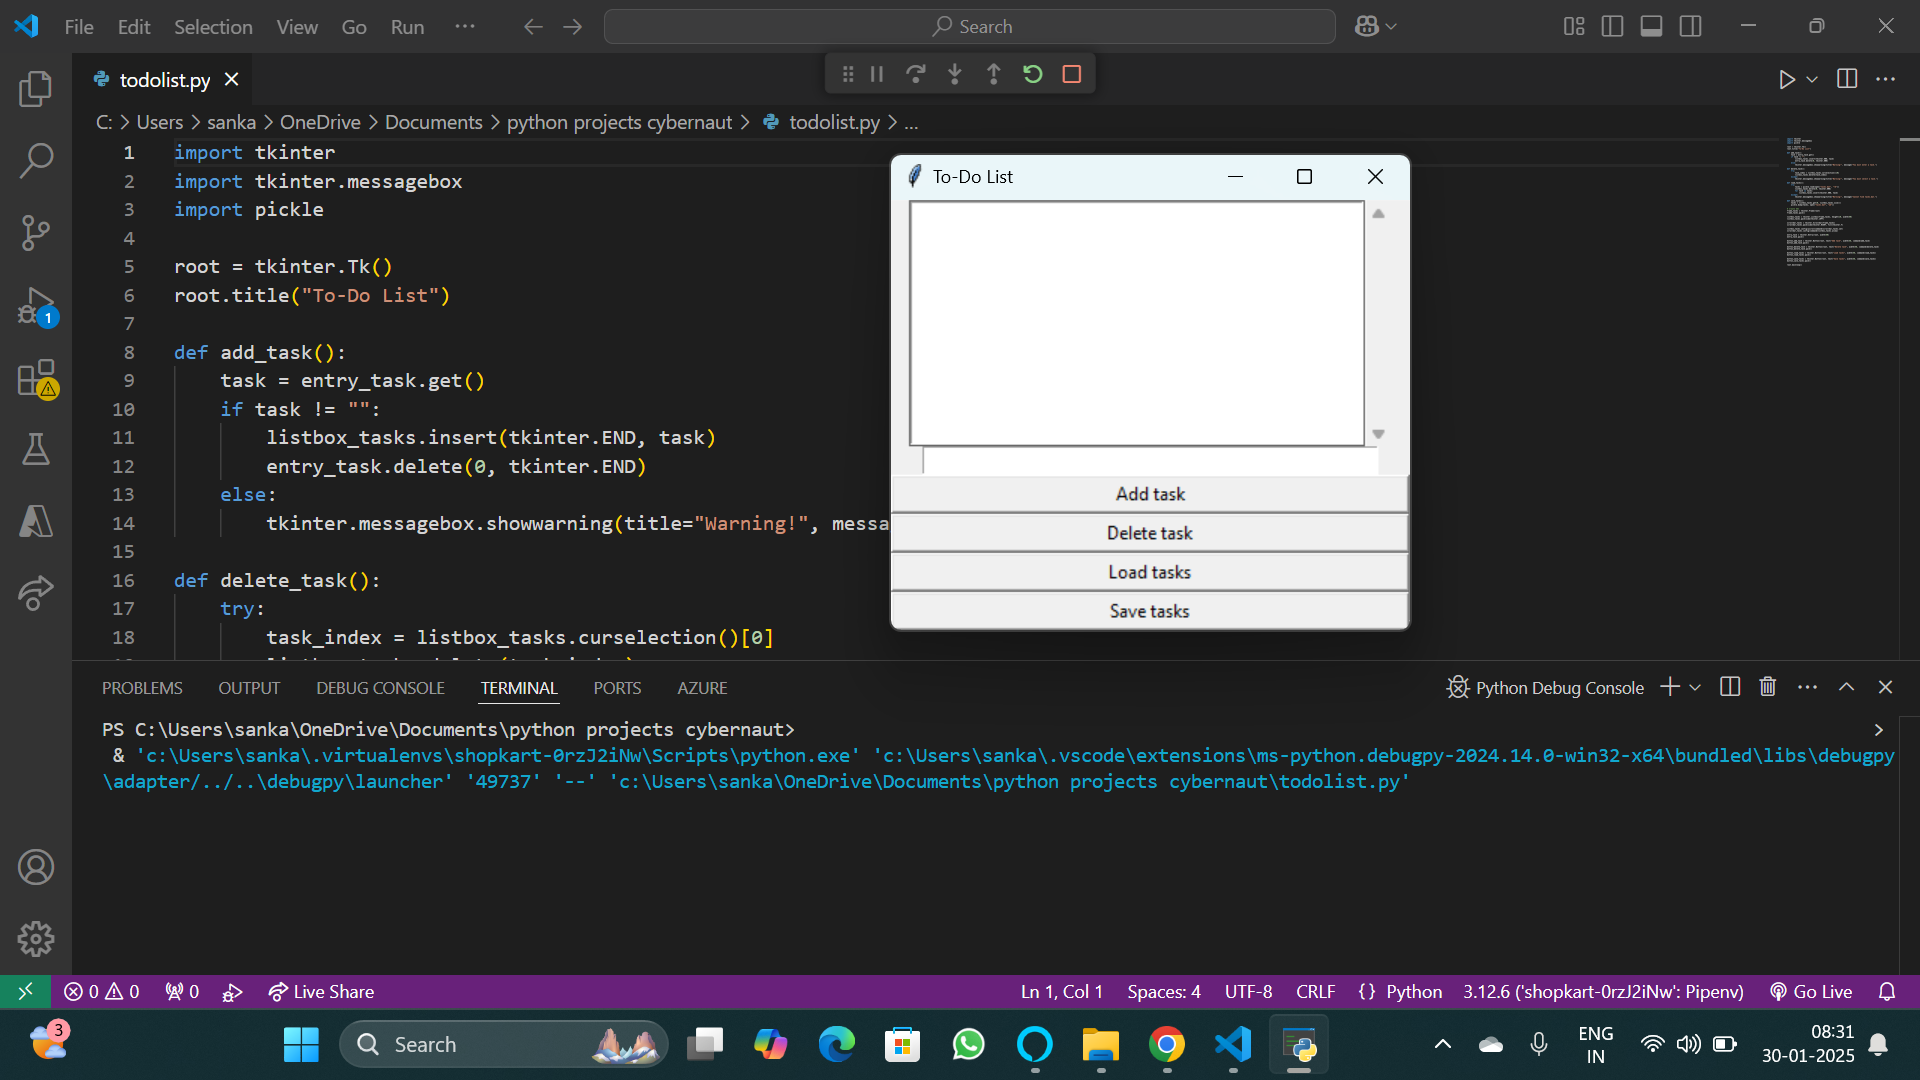 File Edit Selection View Go Run ...
Search
todolist.py
C: > Users > sanka > OneDrive > Documents > python projects cybernaut > todolist.py > ...
1 import tkinter
2 import tkinter.messagebox
3 import pickle
4
5 root = tkinter.Tk()
6 root.title("To-Do List")
7
8 def add_task():
9 task = entry_task.get()
10 if task != "":
11 listbox_tasks.insert(tkinter.END, task)
12 entry_task.delete(0, tkinter.END)
13 else:
14 tkinter.messagebox.showwarning(title="Warning!", messa
15
16 def delete_task():
17 try:
18 task_index = listbox_tasks.curselection()[0]
To-Do List
Add task
Delete task
Load tasks
Save tasks
1
PROBLEMS OUTPUT DEBUG CONSOLE TERMINAL PORTS AZURE
Python Debug Console
PS C:\Users\sanka\OneDrive\Documents\python projects cybernaut>
& 'c:\Users\sanka\.virtualenvs\shopkart-0rzJ2iNw\Scripts\python.exe' 'c:\Users\sanka\.vscode\extensions\ms-python.debugpy-2024.14.0-win32-x64\bundled\libs\debugpy
\adapter/../..\debugpy\launcher' '49737' '--' 'c:\Users\sanka\OneDrive\Documents\python projects cybernaut\todolist.py'
0 0 0 Live Share
Ln 1, Col 1 Spaces: 4 UTF-8 CRLF {} Python 3.12.6 ('shopkart-0rzJ2iNw': Pipenv) Go Live
3
Search
ENG
IN
08:31
30-01-2025